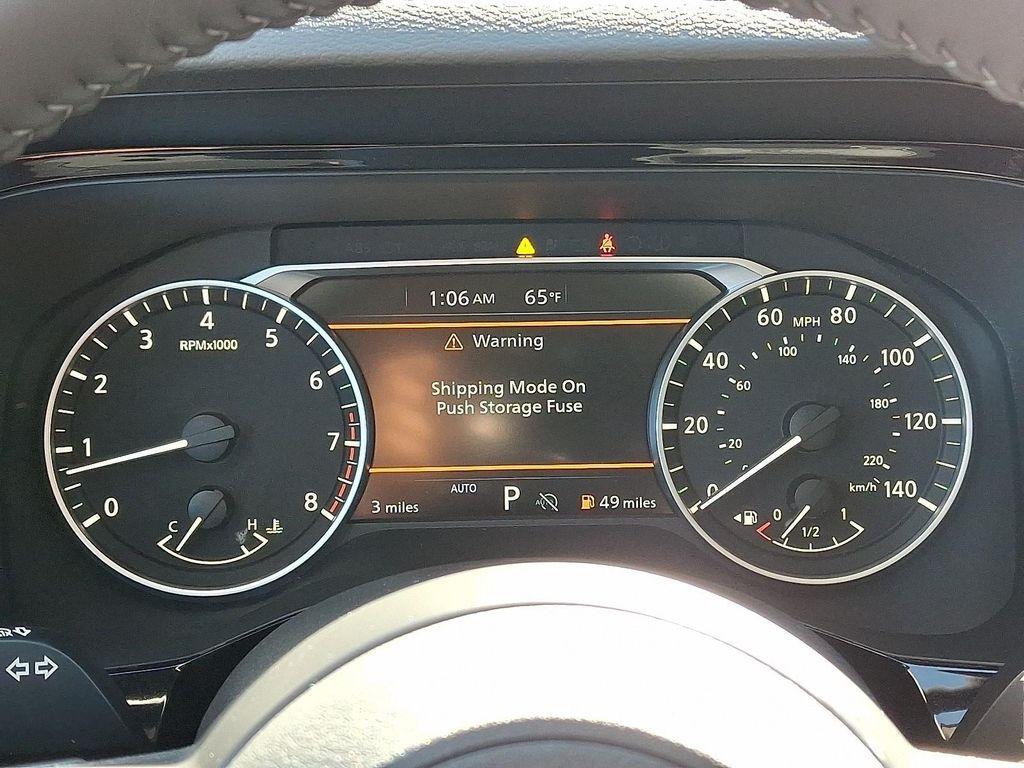 1:06 AM 65°F
Warning
Shipping Mode On
Push Storage Fuse
3 miles
AUTO
P
49 miles
RPMx1000
0
1
2
3
4
5
6
7
8
C H
MPH
0
20
40
60
80
100
120
140
km/h
0
20
60
100
140
180
220
0 1/2 1